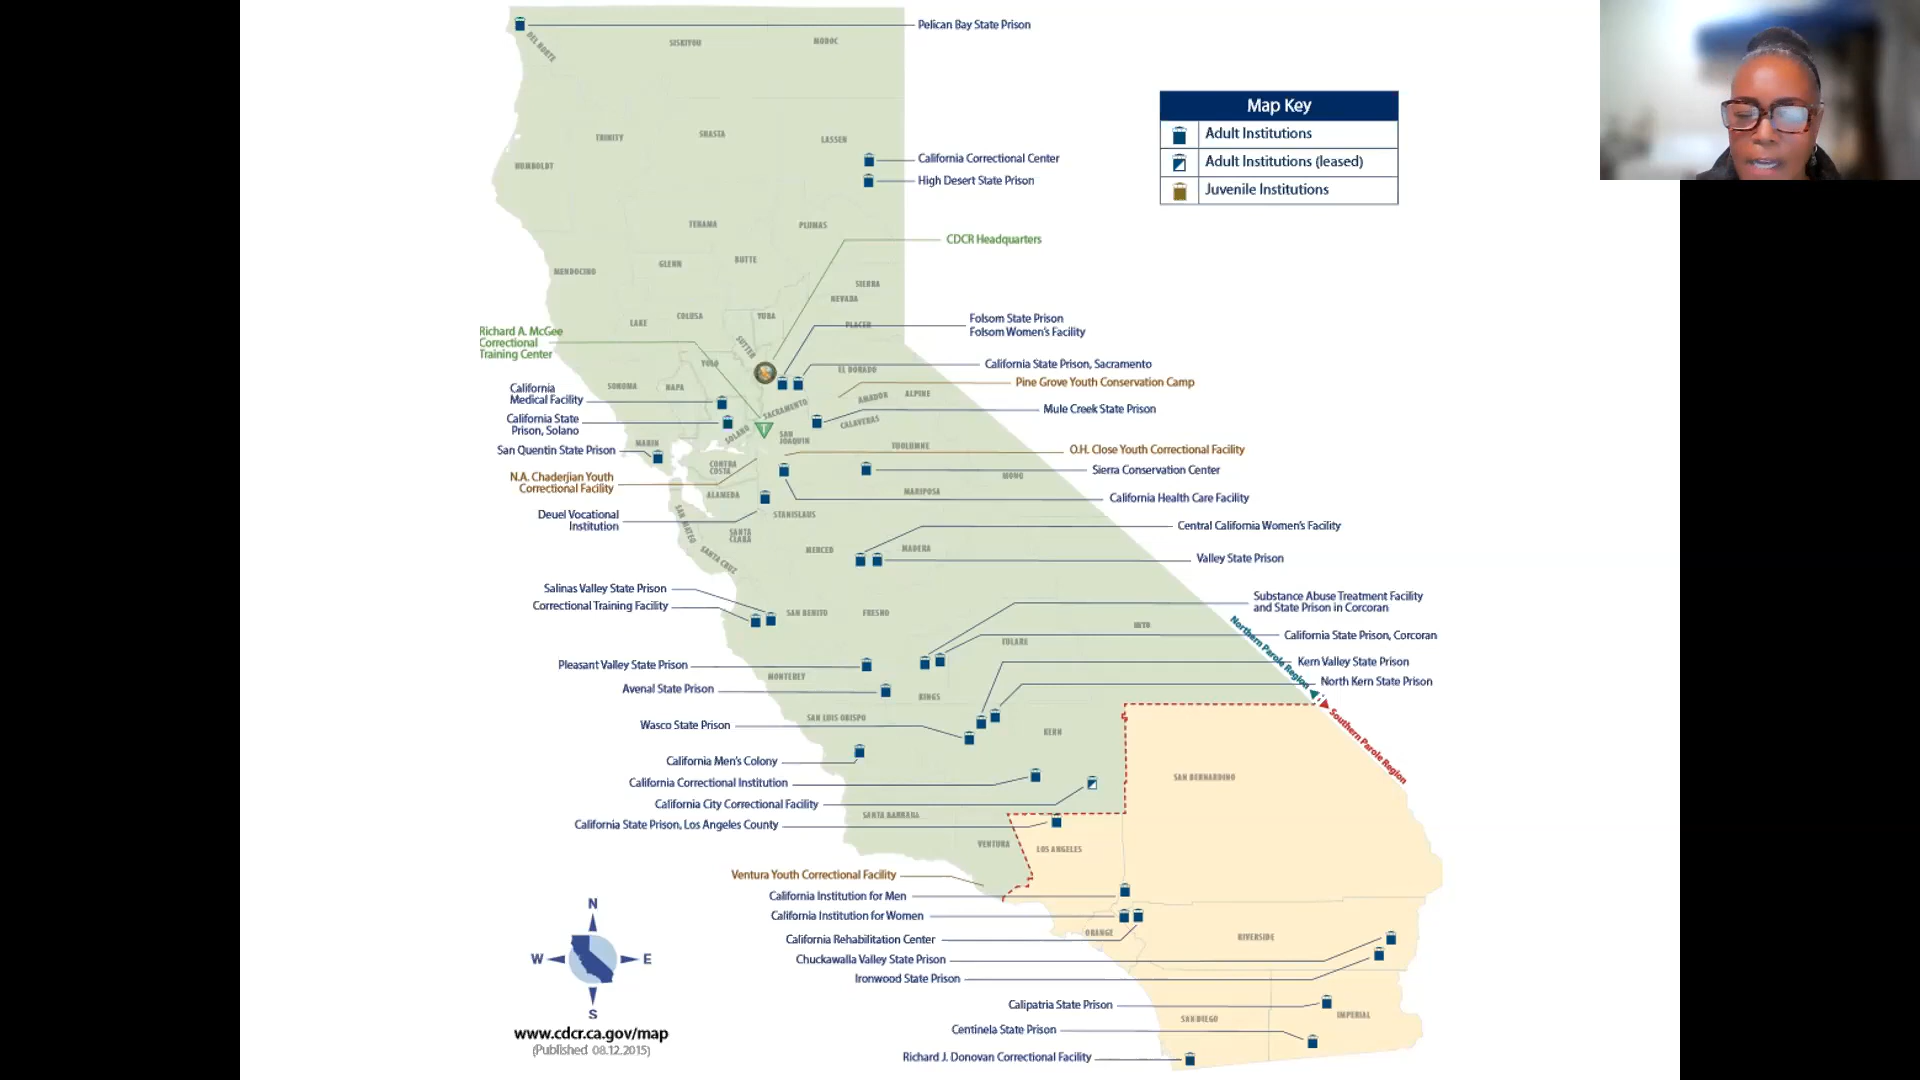 Pelican Bay State Prison
DEL NORTE
SISKIYOU
MODOC
Map Key
Adult Institutions
Adult Institutions (leased)
Juvenile Institutions
TRINITY
SHASTA
LASSEN
HUMBOLDT
California Correctional Center
High Desert State Prison
TEHAMA
PLUMAS
CDCR Headquarters
MENDOCINO
GLENN
BUTTE
SIERRA
NEVADA
LAKE
COLUSA
YUBA
PLACER
Folsom State Prison
Folsom Women's Facility
Richard A. McGee
Correctional
Training Center
SUTTER
YOLO
EL DORADO
California State Prison, Sacramento
Pine Grove Youth Conservation Camp
SONOMA
NAPA
California
Medical Facility
AMADOR
ALPINE
SACRAMENTO
Mule Creek State Prison
California State
Prison, Solano
SOLANO
T
SAN
JOAQUIN
CALAVERAS
MARIN
TUOLUMNE
San Quentin State Prison
O.H. Close Youth Correctional Facility
CONTRA
COSTA
MONO
Sierra Conservation Center
N.A. Chaderjian Youth
Correctional Facility
ALAMEDA
MARIPOSA
California Health Care Facility
Deuel Vocational
Institution
STANISLAUS
SAN MATEO
SANTA
CLARA
Central California Women's Facility
SANTA CRUZ
MERCED
MADERA
Valley State Prison
Salinas Valley State Prison
Correctional Training Facility
SAN BENITO
FRESNO
Substance Abuse Treatment Facility
and State Prison in Corcoran
INYO
TULARE
California State Prison, Corcoran
Northern Parole Region
Pleasant Valley State Prison
MONTEREY
Kern Valley State Prison
North Kern State Prison
Avenal State Prison
KINGS
Southern Parole Region
Wasco State Prison
SAN LUIS OBISPO
KERN
California Men's Colony
SAN BERNARDINO
California Correctional Institution
California City Correctional Facility
SANTA BARBARA
California State Prison, Los Angeles County
VENTURA
LOS ANGELES
Ventura Youth Correctional Facility
California Institution for Men
California Institution for Women
ORANGE
RIVERSIDE
California Rehabilitation Center
Chuckawalla Valley State Prison
Ironwood State Prison
Calipatria State Prison
SAN DIEGO
IMPERIAL
Centinela State Prison
Richard J. Donovan Correctional Facility
N
W
E
S
www.cdcr.ca.gov/map
(Published 08.12.2015)